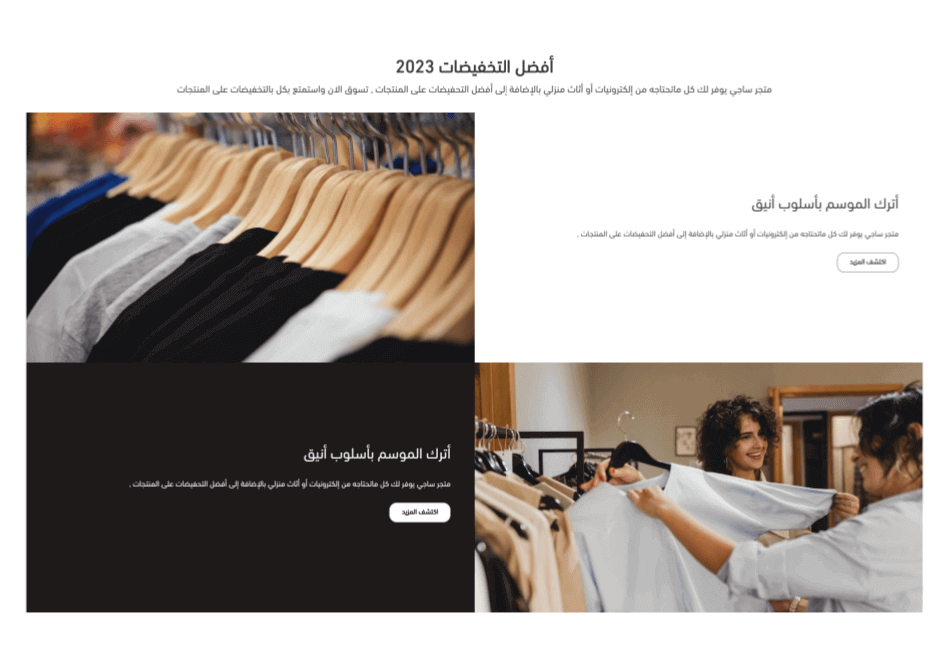 أفضل التخفيضات 2023
متجر ساجي يوفر لك كل ماتحتاجه من إلكترونيات أو أثاث منزلي بالإضافة إلى أفضل التخفيضات على المنتجات , تسوق الان واستمتع بكل بالتخفيضات على المنتجات
أترك الموسم بأسلوب أنيق
متجر ساجي يوفر لك كل ماتحتاجه من إلكترونيات أو أثاث منزلي بالإضافة إلى أفضل التخفيضات على المنتجات .
اكتشف المزيد
أترك الموسم بأسلوب أنيق
متجر ساجي يوفر لك كل ماتحتاجه من إلكترونيات أو أثاث منزلي بالإضافة إلى أفضل التخفيضات على المنتجات .
اكتشف المزيد